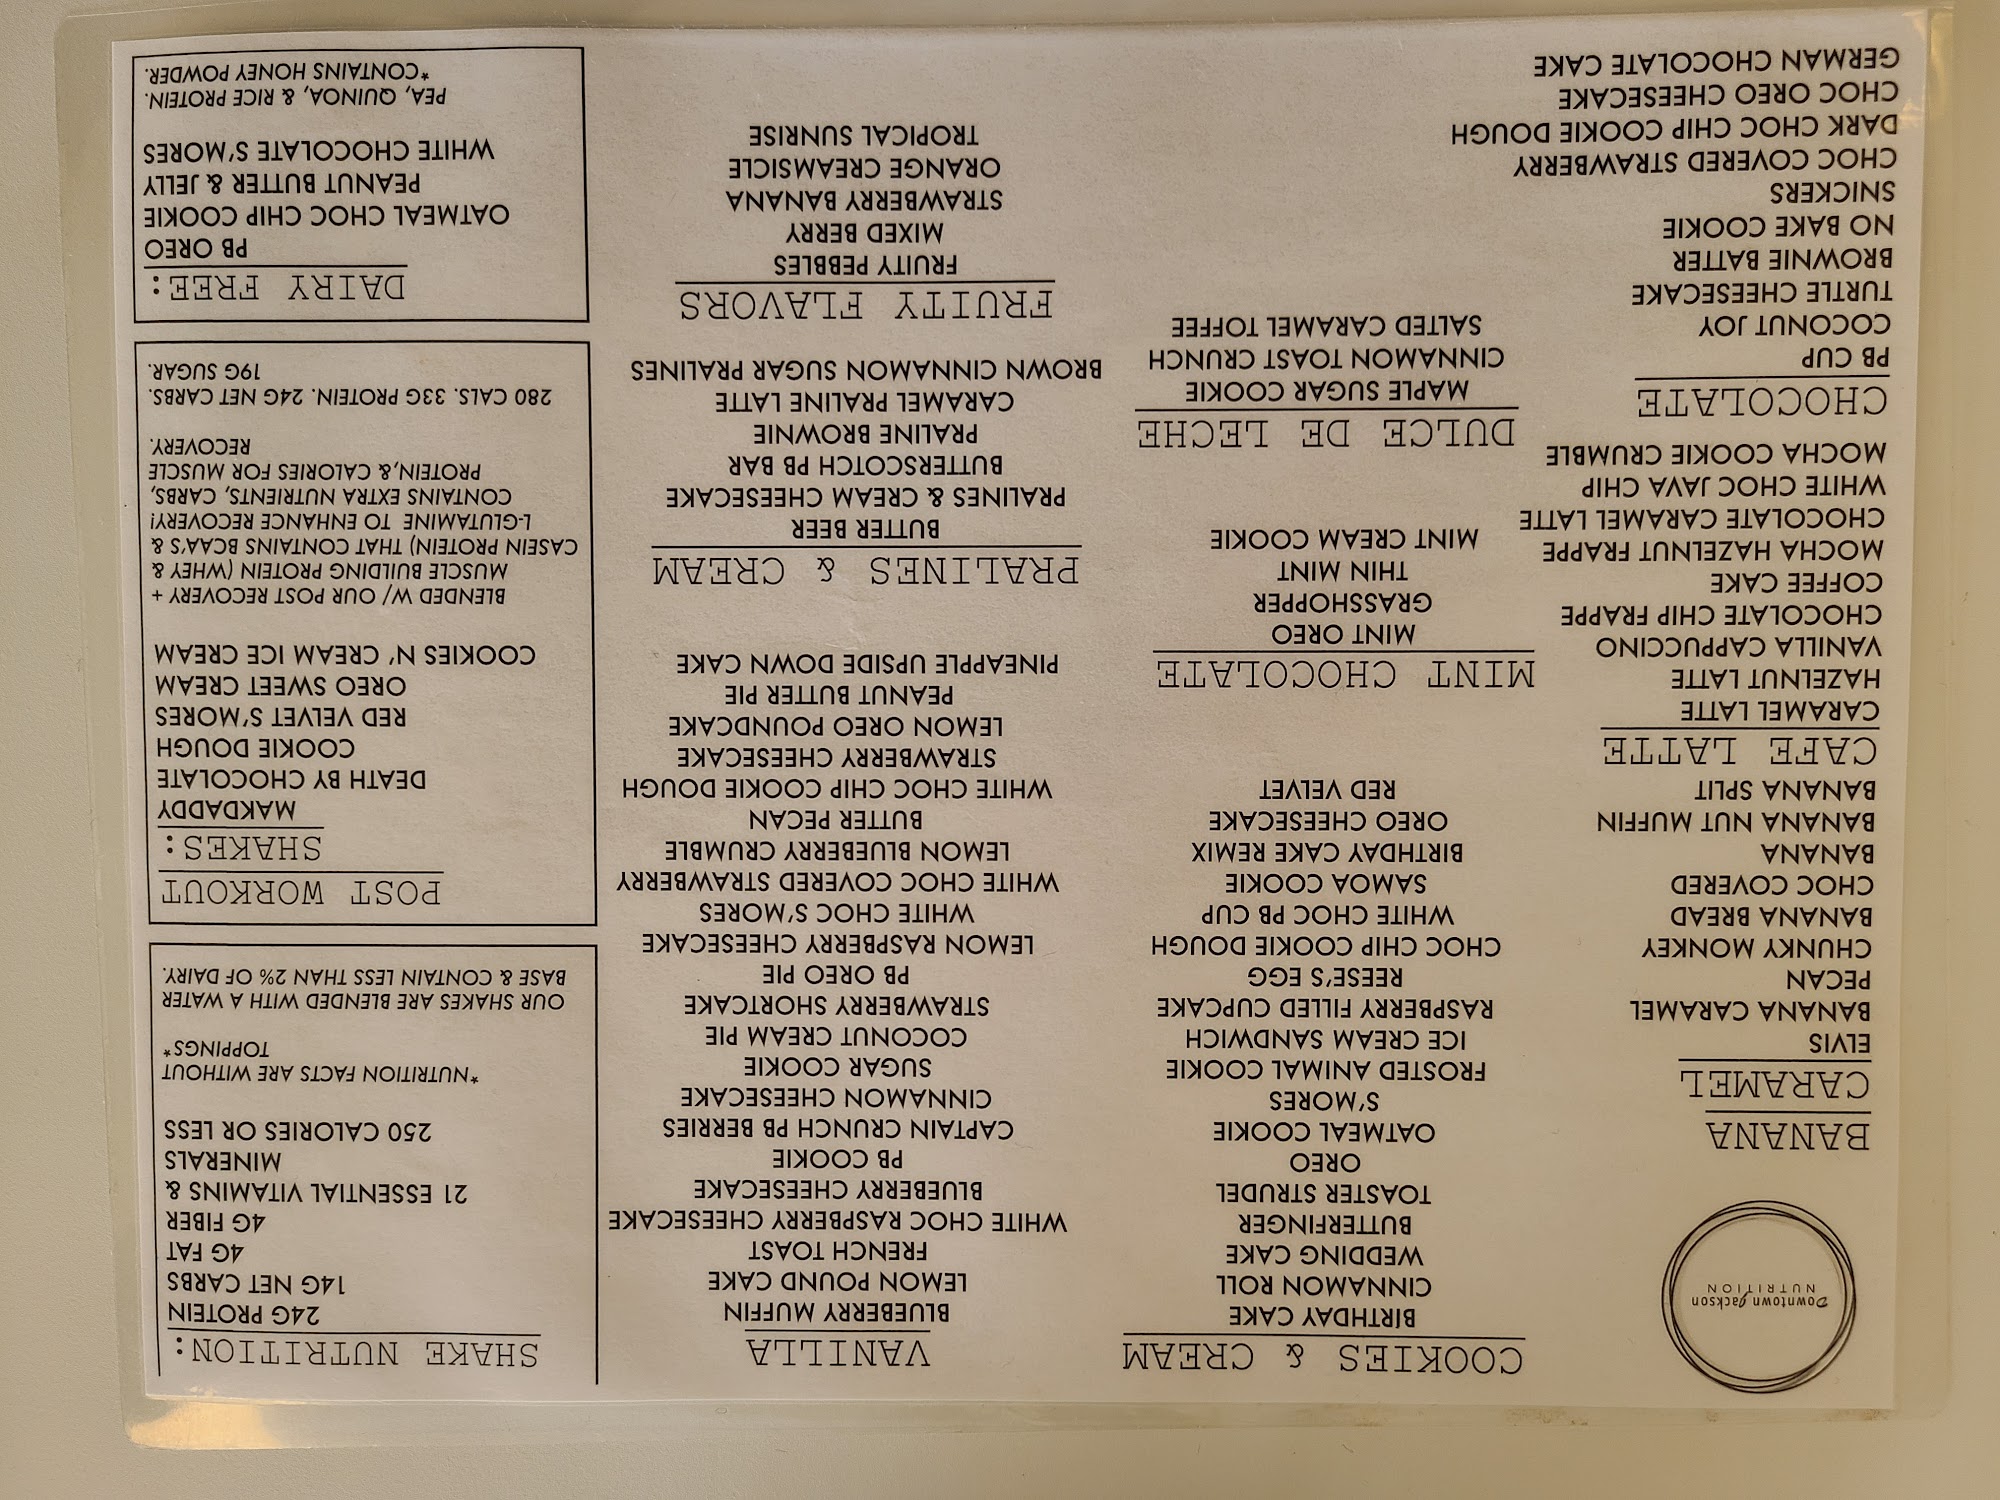 Downtown Jackson
NUTRITION
BANANA
CARAMEL
ELVIS
BANANA CARAMEL
PECAN
CHUNKY MONKEY
BANANA BREAD
CHOC COVERED
BANANA
BANANA NUT MUFFIN
BANANA SPLIT
CAFE LATTE
CARAMEL LATTE
HAZELNUT LATTE
VANILLA CAPPUCCINO
CHOCOLATE CHIP FRAPPE
COFFEE CAKE
MOCHA HAZELNUT FRAPPE
CHOCOLATE CARAMEL LATTE
WHITE CHOC JAVA CHIP
MOCHA COOKIE CRUMBLE
CHOCOLATE
PB CUP
COCONUT JOY
TURTLE CHEESECAKE
BROWNIE BATTER
NO BAKE COOKIE
SNICKERS
CHOC COVERED STRAWBERRY
DARK CHOC CHIP COOKIE DOUGH
CHOC OREO CHEESECAKE
GERMAN CHOCOLATE CAKE
COOKIES & CREAM
BIRTHDAY CAKE
CINNAMON ROLL
WEDDING CAKE
BUTTERFINGER
TOASTER STRUDEL
OREO
OATMEAL COOKIE
S'MORES
FROSTED ANIMAL COOKIE
ICE CREAM SANDWICH
RASPBERRY FILLED CUPCAKE
REESE'S EGG
CHOC CHIP COOKIE DOUGH
WHITE CHOC PB CUP
SAMOA COOKIE
BIRTHDAY CAKE REMIX
OREO CHEESECAKE
RED VELVET
MINT CHOCOLATE
MINT OREO
GRASSHOPPER
THIN MINT
MINT CREAM COOKIE
DULCE DE LECHE
MAPLE SUGAR COOKIE
CINNAMON TOAST CRUNCH
SALTED CARAMEL TOFFEE
VANILLA
BLUEBERRY MUFFIN
LEMON POUND CAKE
FRENCH TOAST
WHITE CHOC RASPBERRY CHEESECAKE
BLUEBERRY CHEESECAKE
PB COOKIE
CAPTAIN CRUNCH PB BERRIES
CINNAMON CHEESECAKE
SUGAR COOKIE
COCONUT CREAM PIE
STRAWBERRY SHORTCAKE
PB OREO PIE
LEMON RASPBERRY CHEESECAKE
WHITE CHOC S'MORES
WHITE CHOC COVERED STRAWBERRY
LEMON BLUEBERRY CRUMBLE
BUTTER PECAN
WHITE CHOC CHIP COOKIE DOUGH
STRAWBERRY CHEESECAKE
LEMON OREO POUNDCAKE
PEANUT BUTTER PIE
PINEAPPLE UPSIDE DOWN CAKE
PRALINES & CREAM
BUTTER BEER
PRALINES & CREAM CHEESECAKE
BUTTERSCOTCH PB BAR
PRALINE BROWNIE
CARAMEL PRALINE LATTE
BROWN CINNAMON SUGAR PRALINES
FRUITY FLAVORS
FRUITY PEBBLES
MIXED BERRY
STRAWBERRY BANANA
ORANGE CREAMSICLE
TROPICAL SUNRISE
SHAKE NUTRITION:
24G PROTEIN
14G NET CARBS
4G FAT
4G FIBER
21 ESSENTIAL VITAMINS &
MINERALS
250 CALORIES OR LESS
*NUTRITION FACTS ARE WITHOUT
TOPPINGS*
OUR SHAKES ARE BLENDED WITH A WATER
BASE & CONTAIN LESS THAN 2% OF DAIRY.
POST WORKOUT
SHAKES:
MAKDADDY
DEATH BY CHOCOLATE
COOKIE DOUGH
RED VELVET S'MORES
OREO SWEET CREAM
COOKIES N' CREAM ICE CREAM
BLENDED W/ OUR POST RECOVERY +
MUSCLE BUILDING PROTEIN (WHEY &
CASEIN PROTEIN) THAT CONTAINS BCAA'S &
L-GLUTAMINE TO ENHANCE RECOVERY!
CONTAINS EXTRA NUTRIENTS, CARBS,
PROTEIN,& CALORIES FOR MUSCLE
RECOVERY.
280 CALS. 33G PROTEIN. 24G NET CARBS.
19G SUGAR.
DAIRY FREE:
PB OREO
OATMEAL CHOC CHIP COOKIE
PEANUT BUTTER & JELLY
WHITE CHOCOLATE S'MORES
PEA, QUINOA, & RICE PROTEIN.
*CONTAINS HONEY POWDER.